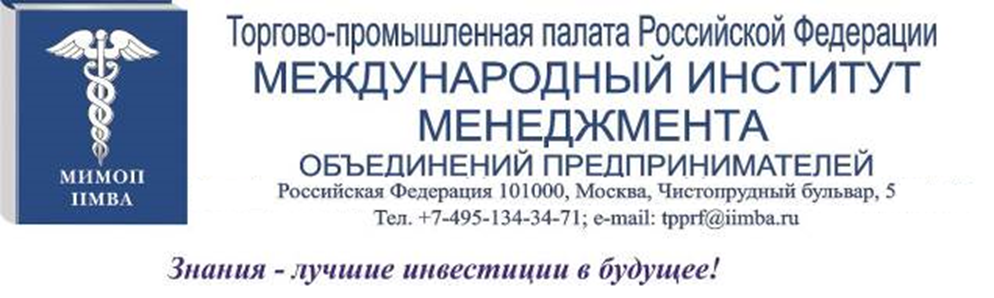 МИМОП
IIMBA
Торгово-промышленная палата Российской Федерации
МЕЖДУНАРОДНЫЙ ИНСТИТУТ
МЕНЕДЖМЕНТА
ОБЪЕДИНЕНИЙ ПРЕДПРИНИМАТЕЛЕЙ
Российская Федерация 101000, Москва, Чистопрудный бульвар, 5
Тел. +7-495-134-34-71; e-mail: tpprf@iimba.ru
Знания - лучшие инвестиции в будущее!